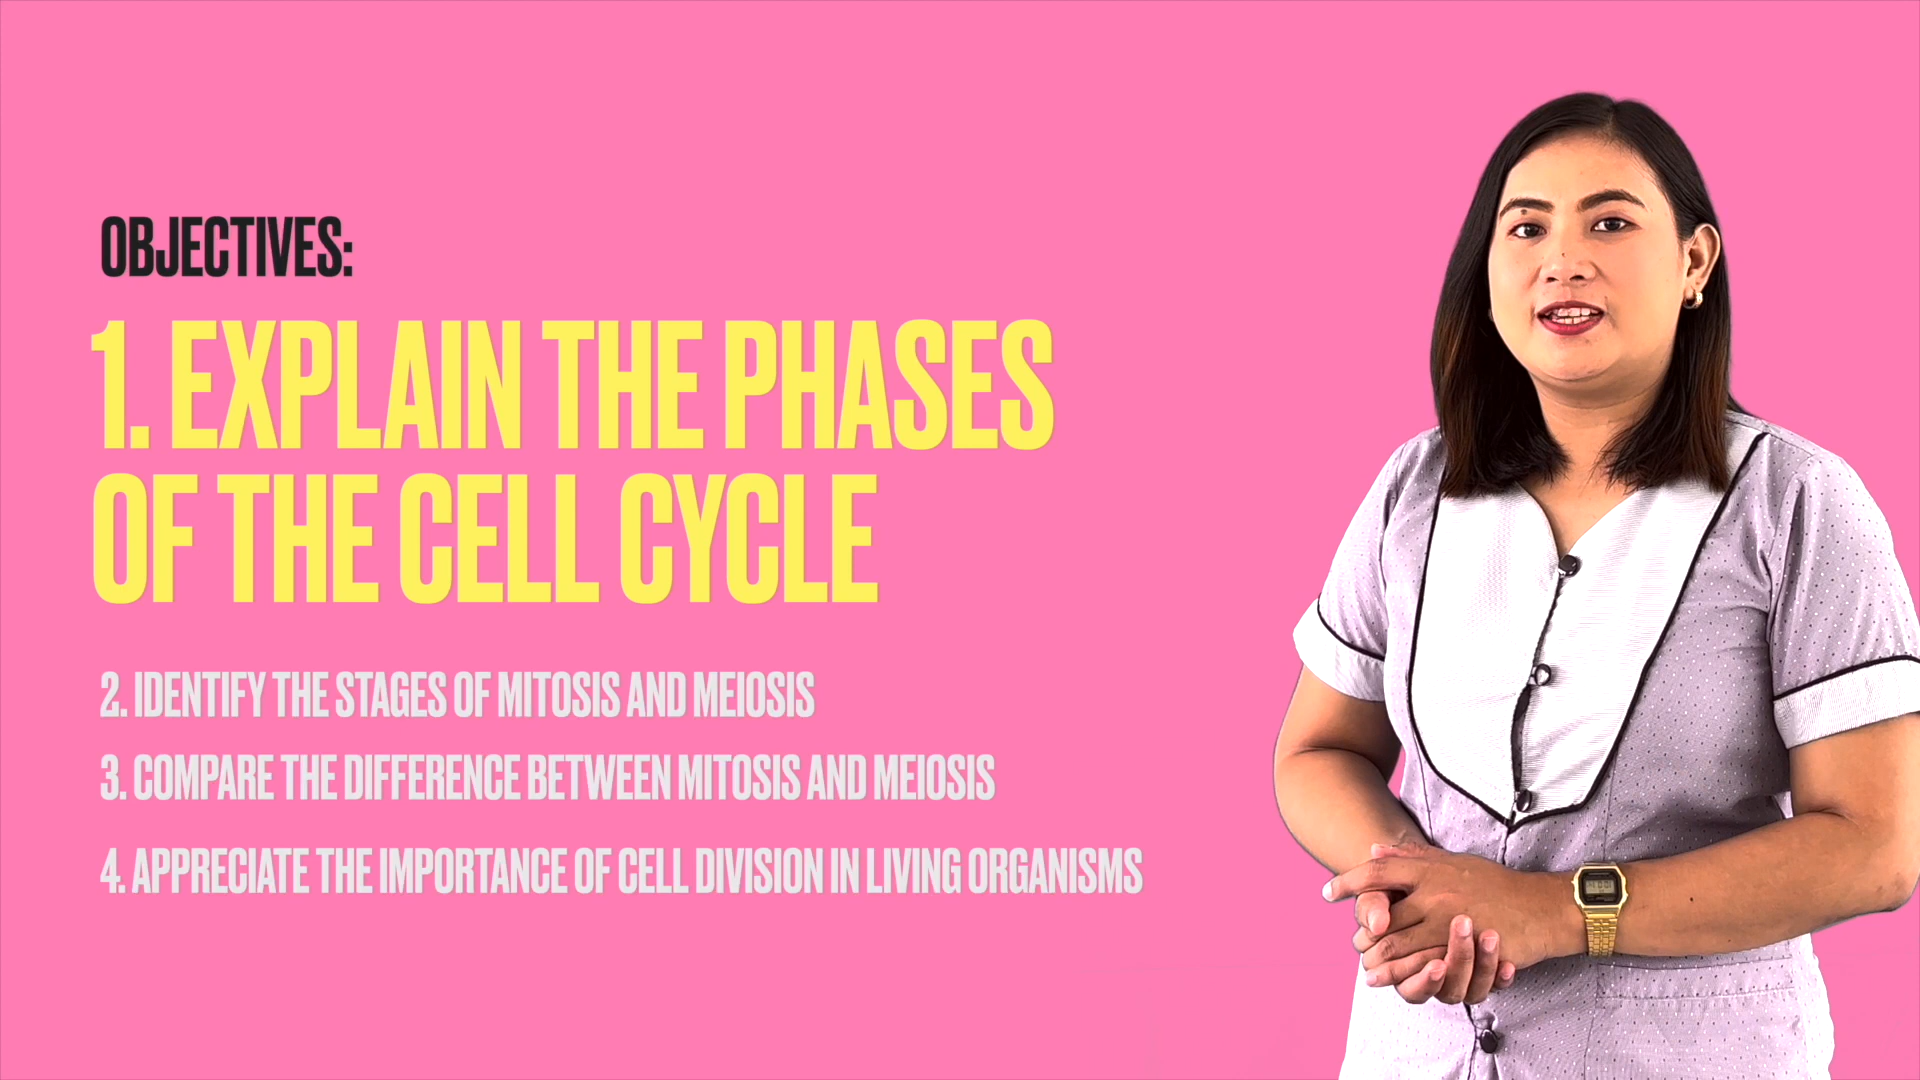 OBJECTIVES:
1. EXPLAIN THE PHASES
OF THE CELL CYCLE
2. IDENTIFY THE STAGES OF MITOSIS AND MEIOSIS
3. COMPARE THE DIFFERENCE BETWEEN MITOSIS AND MEIOSIS
4. APPRECIATE THE IMPORTANCE OF CELL DIVISION IN LIVING ORGANISMS